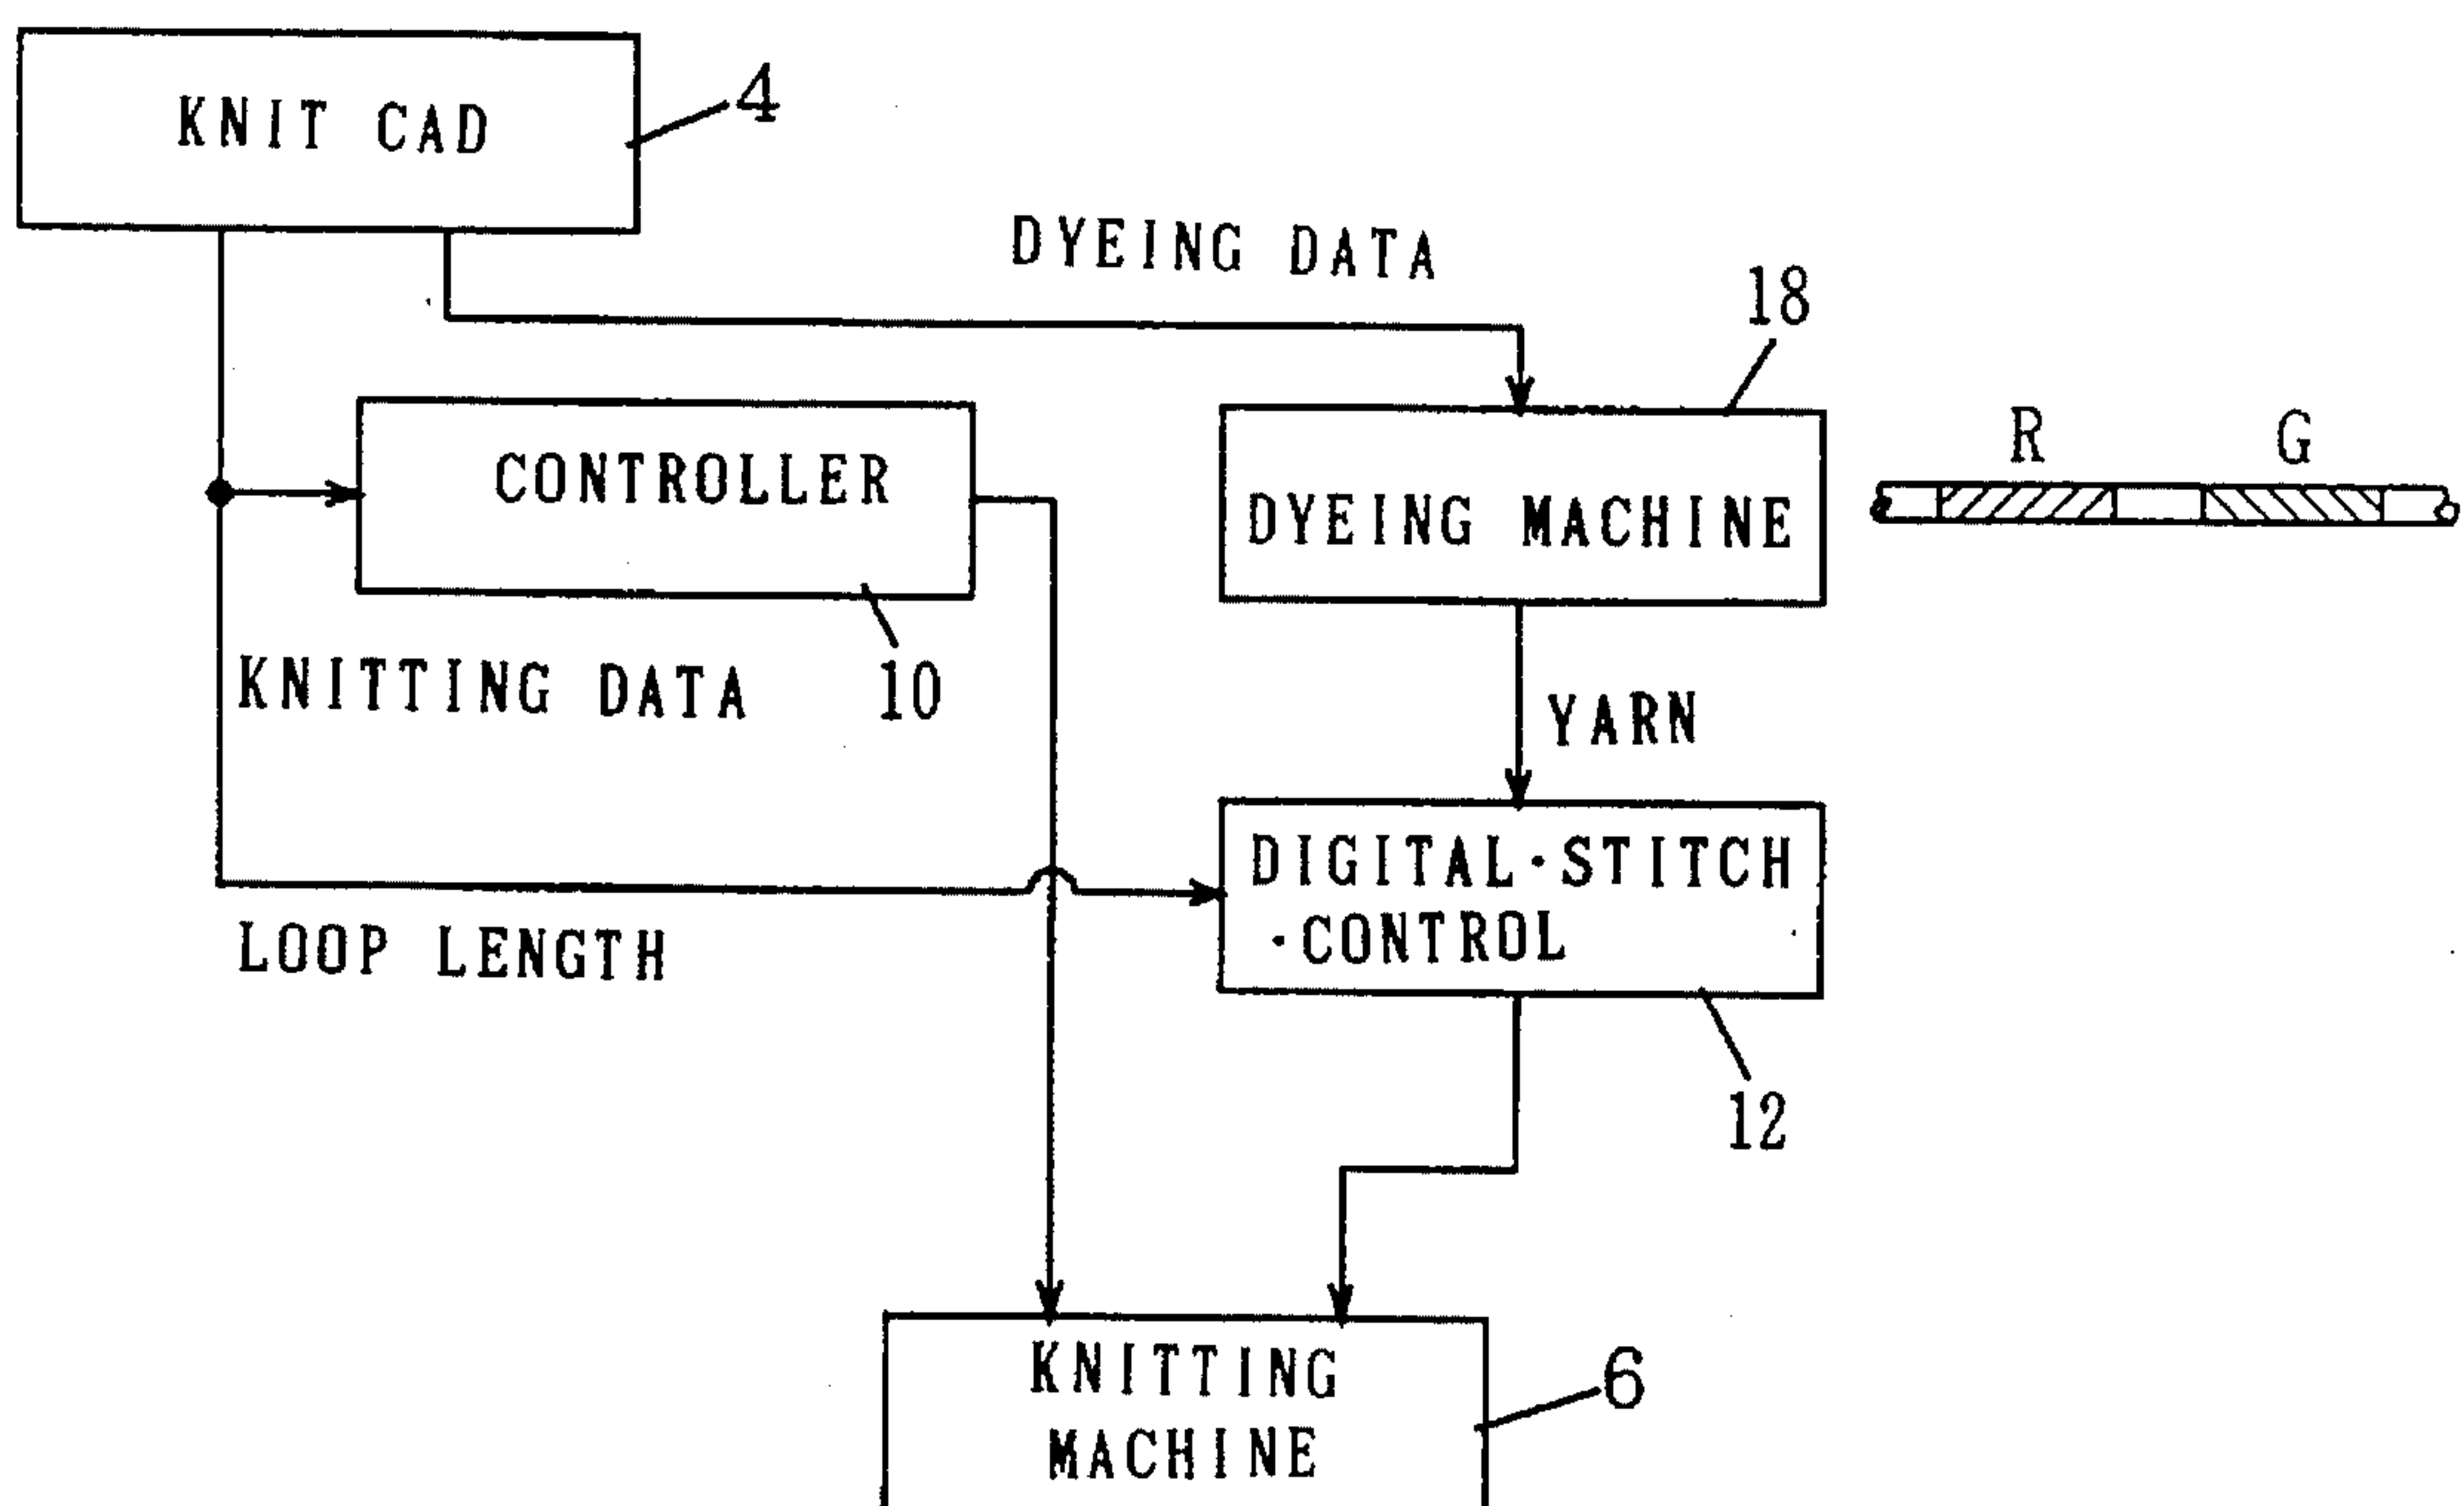 KNIT CAD
4
DYEING DATA
18
CONTROLLER
DYEING MACHINE
R
G
KNITTING DATA
10
YARN
DIGITAL·STITCH
·CONTROL
LOOP LENGTH
12
KNITTING
MACHINE
6